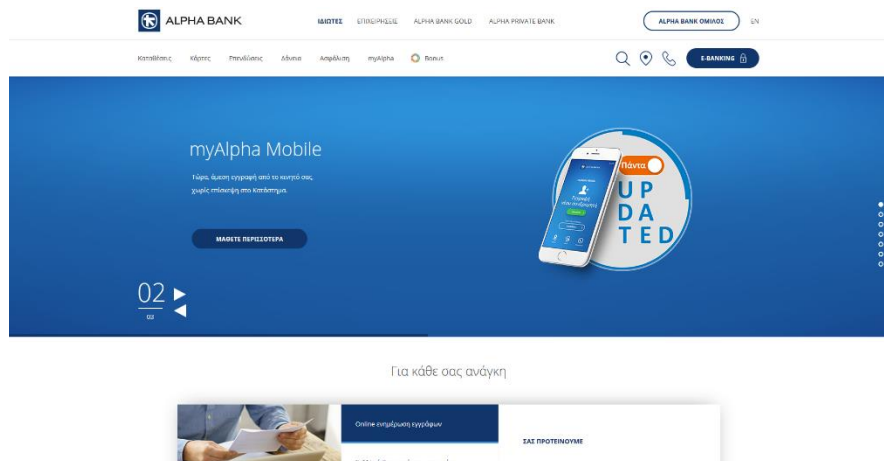 ALPHA BANK
ΙΔΙΩΤΕΣ
ΕΠΙΧΕΙΡΗΣΕΙΣ
ALPHA BANK GOLD
ALPHA PRIVATE BANK
ALPHA BANK ΟΜΙΛΟΣ
EN
Καταθέσεις
Κάρτες
Επενδύσεις
Δάνεια
Ασφάλιση
myAlpha
Bonus
E-BANKING
myAlpha Mobile
Τώρα, άμεση εγγραφή από το κινητό σας,
χωρίς επίσκεψη στο Κατάστημα.
ΜΑΘΕΤΕ ΠΕΡΙΣΣΟΤΕΡΑ
Πάντα
UP
DA
TED
02
Για κάθε σας ανάγκη
Online ενημέρωση εγγράφων
ΣΑΣ ΠΡΟΤΕΙΝΟΥΜΕ